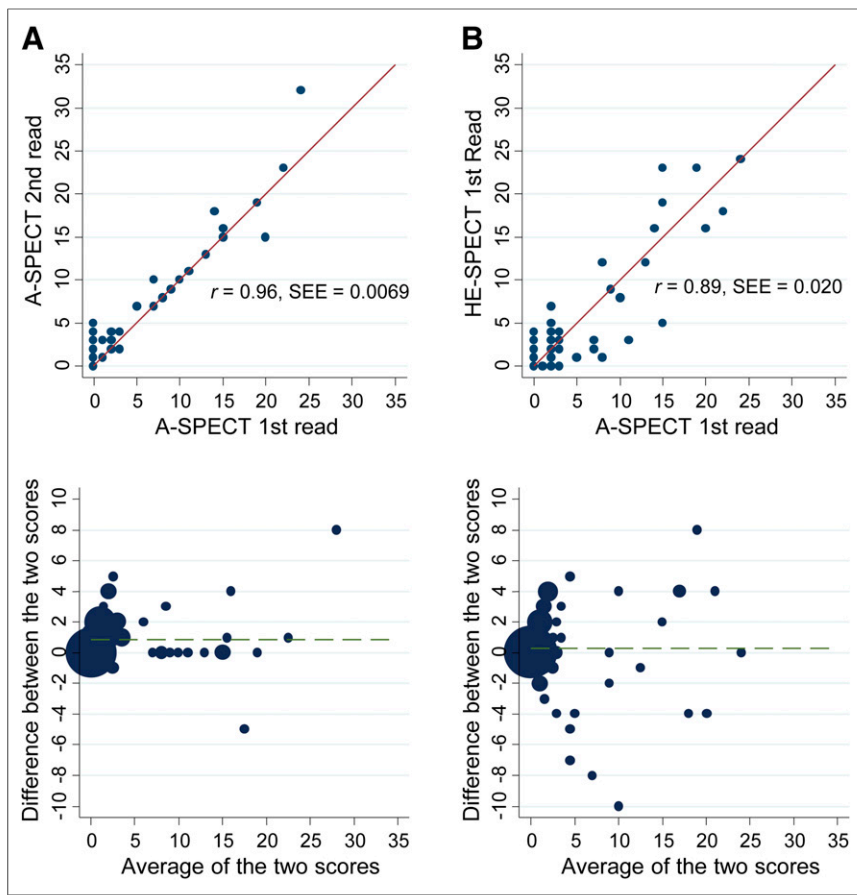 A
A-SPECT 2nd read
35
30
25
20
15
10
5
0
r = 0.96, SEE = 0.0069
0 5 10 15 20 25 30 35
A-SPECT 1st read
B
HE-SPECT 1st Read
35
30
25
20
15
10
5
0
r = 0.89, SEE = 0.020
0 5 10 15 20 25 30 35
A-SPECT 1st read
Difference between the two scores
10
8
6
4
2
0
-2
-4
-6
-8
-10
0 5 10 15 20 25 30 35
Average of the two scores
Difference between the two scores
10
8
6
4
2
0
-2
-4
-6
-8
-10
0 5 10 15 20 25 30 35
Average of the two scores